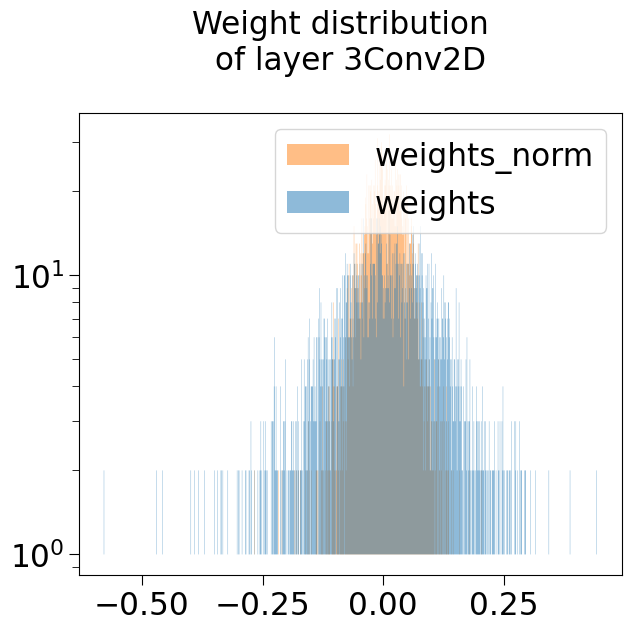 Weight distribution
of layer 3Conv2D
weights_norm
weights
10¹
10⁰
−0.50 −0.25 0.00 0.25